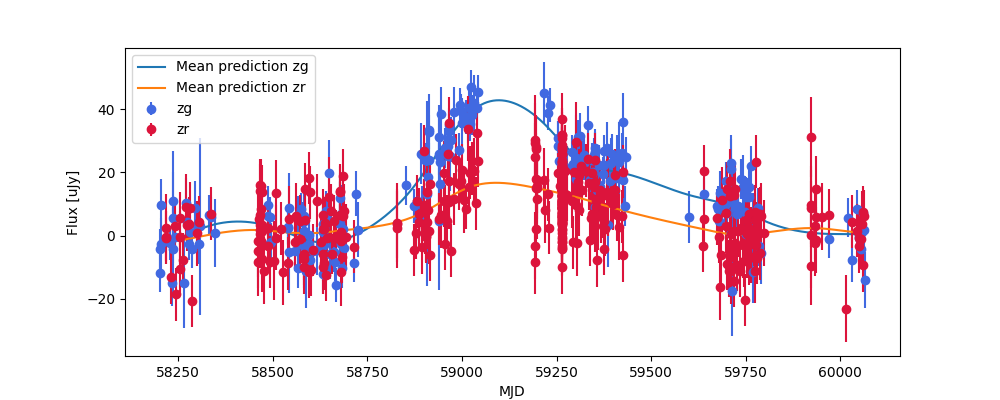 Mean prediction zg
Mean prediction zr
zg
zr
Flux [uJy]
40
20
0
−20
58250 58500 58750 59000 59250 59500 59750 60000
MJD